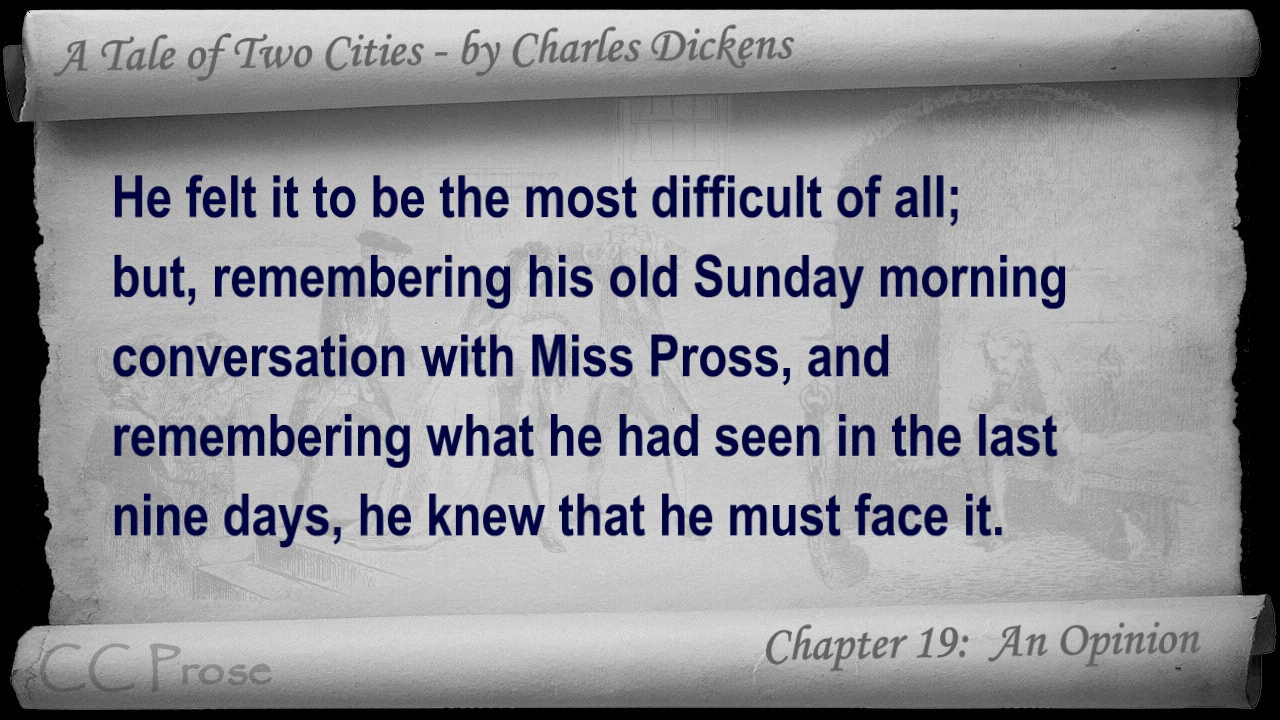 A Tale of Two Cities - by Charles Dickens
He felt it to be the most difficult of all;
but, remembering his old Sunday morning
conversation with Miss Pross, and
remembering what he had seen in the last
nine days, he knew that he must face it.
Chapter 19: An Opinion
CC Prose